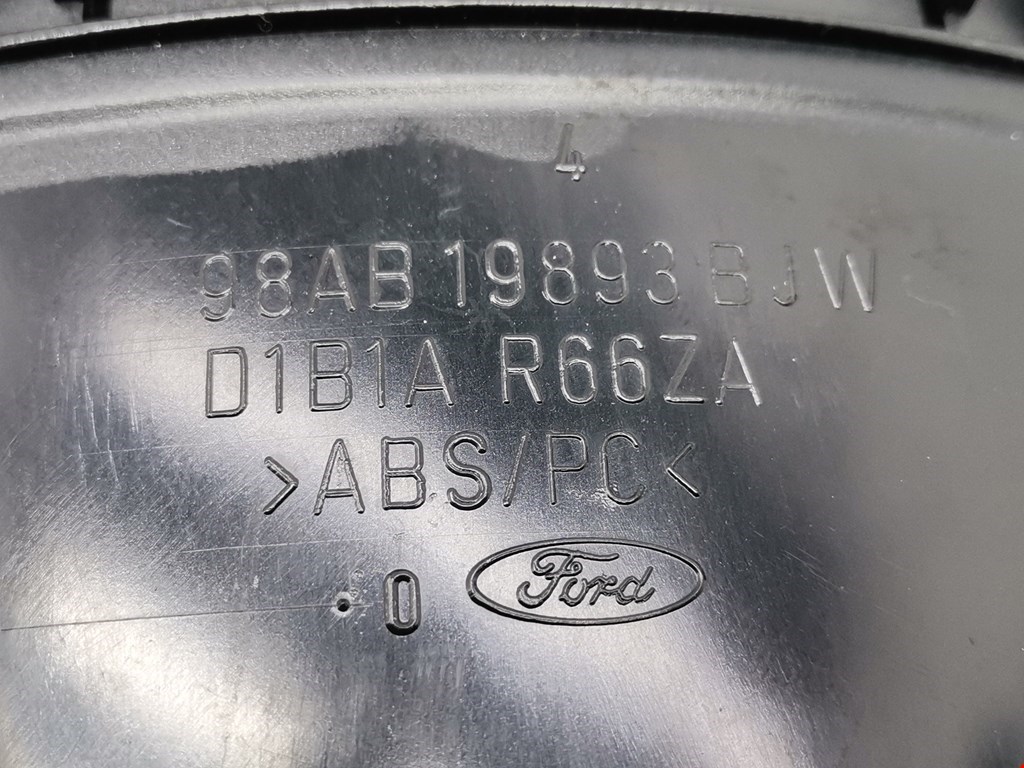 4
98AB 19893 BJW
D1B1A R66ZA
>ABS/PC<
0 Ford